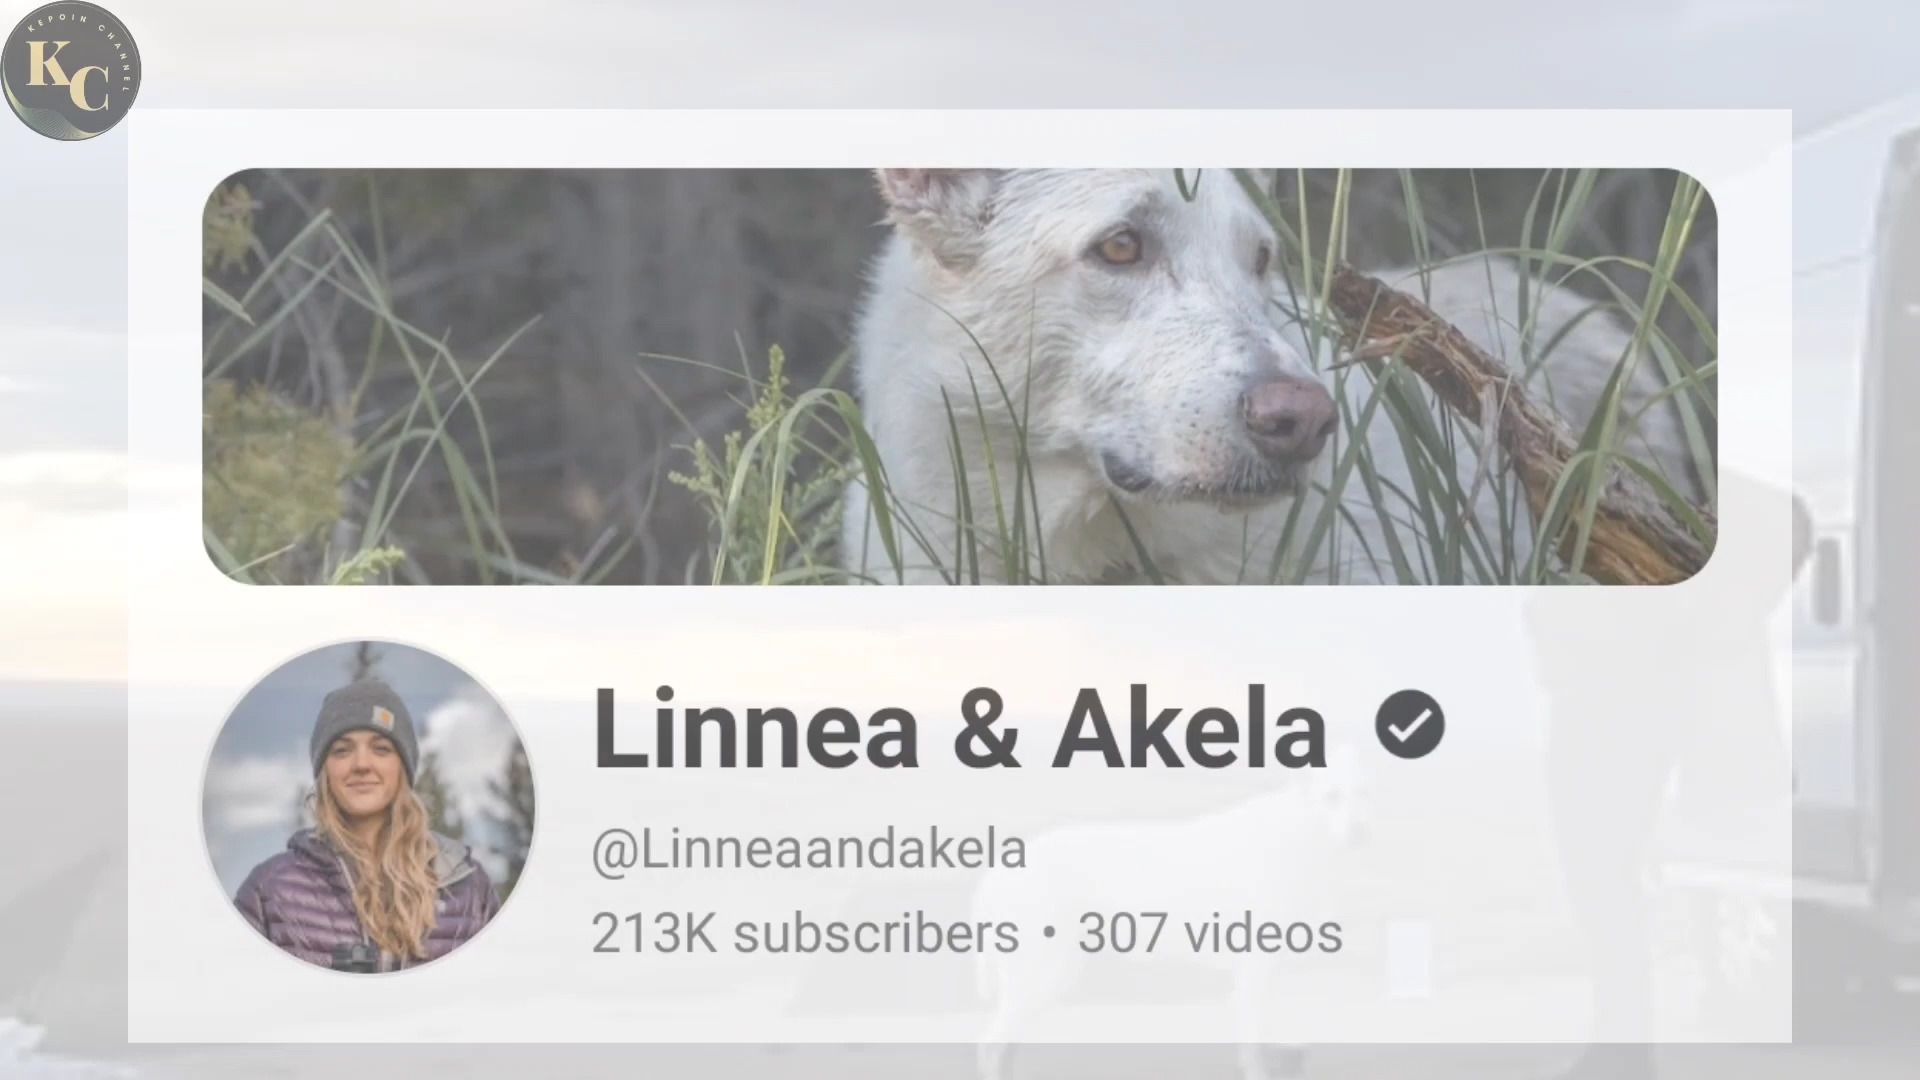 KEPOIN CHANNEL
KC
Linnea & Akela
@Linneaandakela
213K subscribers • 307 videos